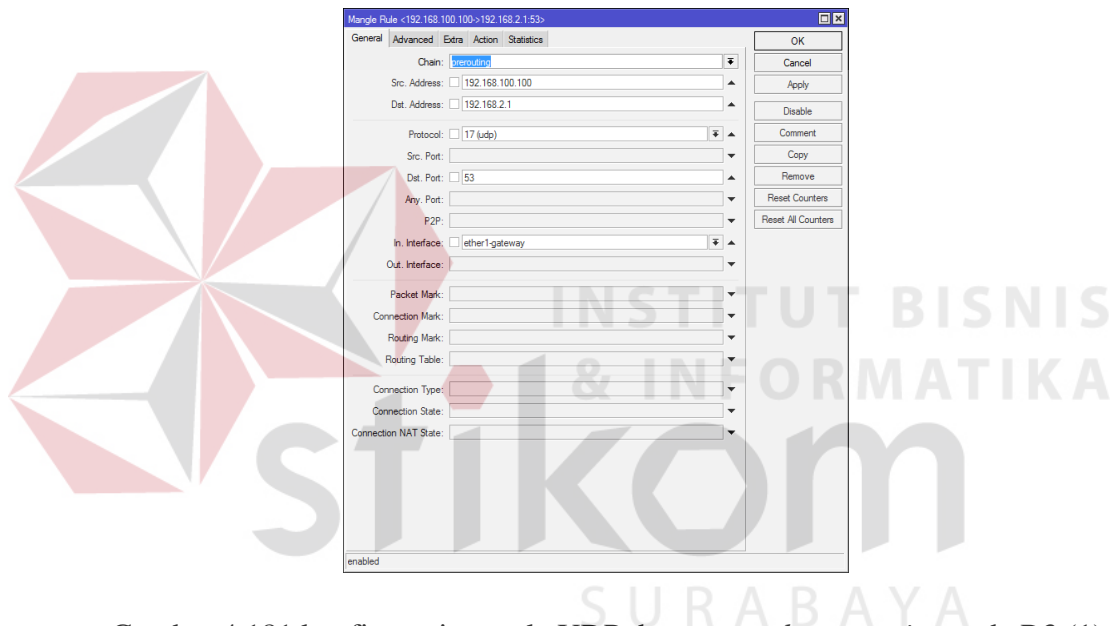 Mangle Rule <192.168.100.100->192.168.2.1:53>
General Advanced Extra Action Statistics
Chain: prerouting
Src. Address: 192.168.100.100
Dst. Address: 192.168.2.1
Protocol: 17 (udp)
Src. Port:
Dst. Port: 53
Any. Port:
P2P:
In. Interface: ether1-gateway
Out. Interface:
Packet Mark:
Connection Mark:
Routing Mark:
Routing Table:
Connection Type:
Connection State:
Connection NAT State:
enabled
OK
Cancel
Apply
Disable
Comment
Copy
Remove
Reset Counters
Reset All Counters
INSTITUT BISNIS
& INFORMATIKA
stikom
SURABAYA